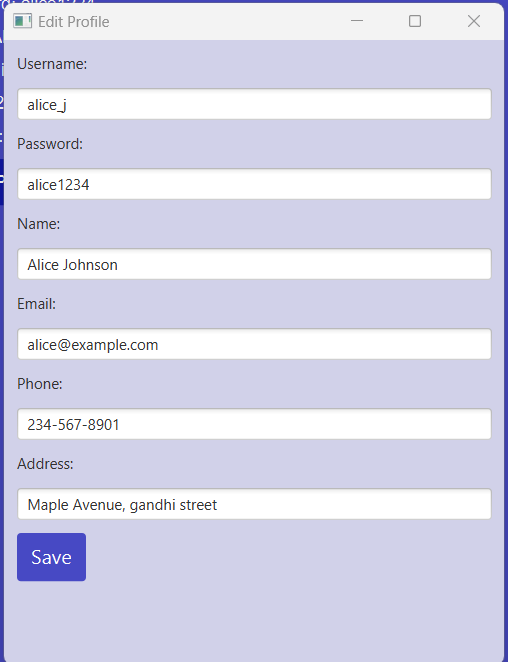 Edit Profile
Username:
alice_j
Password:
alice1234
Name:
Alice Johnson
Email:
alice@example.com
Phone:
234-567-8901
Address:
Maple Avenue, gandhi street
Save